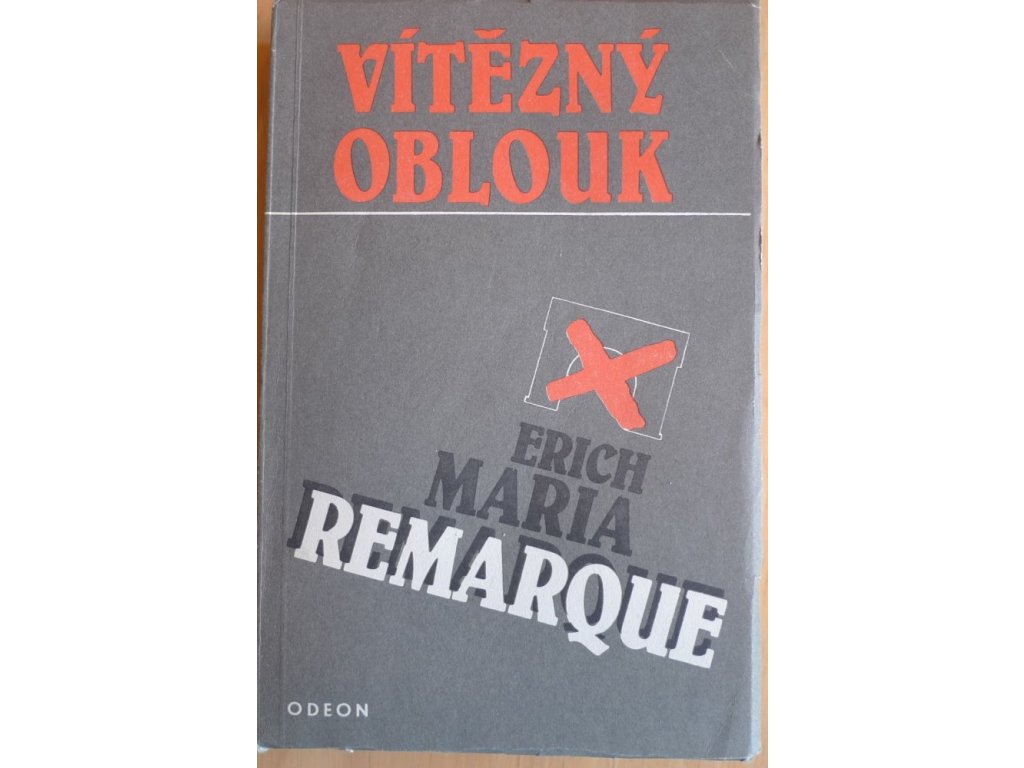 VÍTĚZNÝ
OBLOUK
ERICH
MARIA
REMARQUE
ODEON